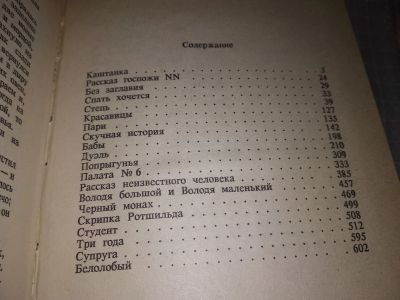 Содержание
Каштанка 5
Рассказ госпожи NN 24
Без заглавия 29
Спать хочется 33
Степь 39
Красавицы 127
Пари 135
Скучная история 142
Бабы 198
Дуэль 210
Попрыгунья 309
Палата № 6 333
Рассказ неизвестного человека 385
Володя большой и Володя маленький 457
Черный монах 469
Скрипка Ротшильда 499
Студент 508
Три года 512
Супруга 595
Белолобый 602